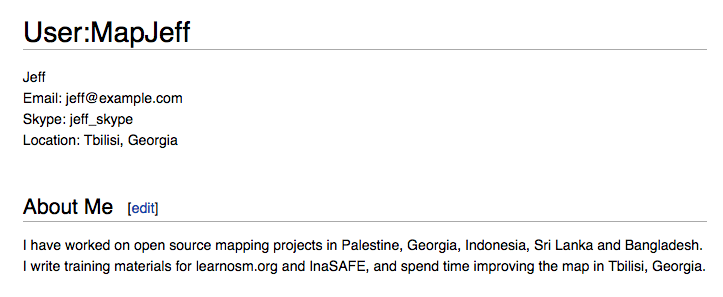 User:MapJeff
Jeff
Email: jeff@example.com
Skype: jeff_skype
Location: Tbilisi, Georgia
About Me [edit]
I have worked on open source mapping projects in Palestine, Georgia, Indonesia, Sri Lanka and Bangladesh.
I write training materials for learnosm.org and InaSAFE, and spend time improving the map in Tbilisi, Georgia.